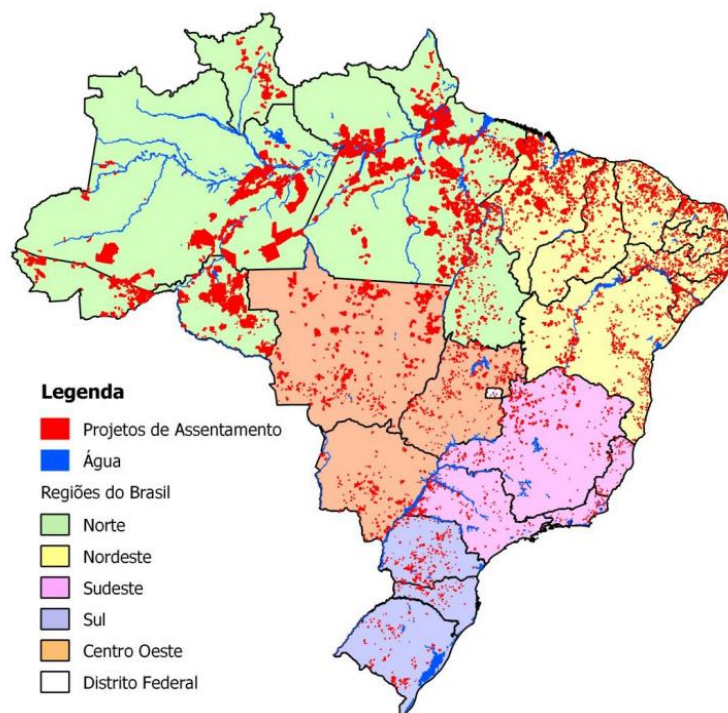 Legenda
Projetos de Assentamento
Água
Regiões do Brasil
Norte
Nordeste
Sudeste
Sul
Centro Oeste
Distrito Federal